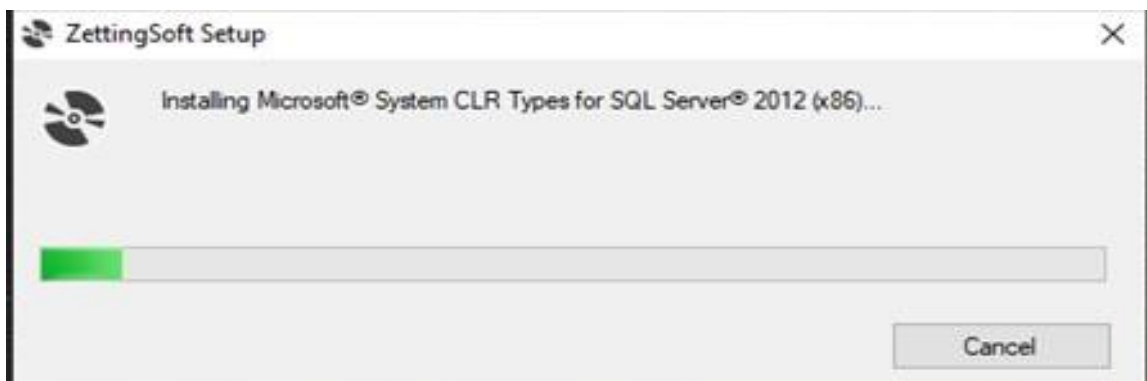 ZettingSoft Setup
Installing Microsoft® System CLR Types for SQL Server® 2012 (x86)...
Cancel